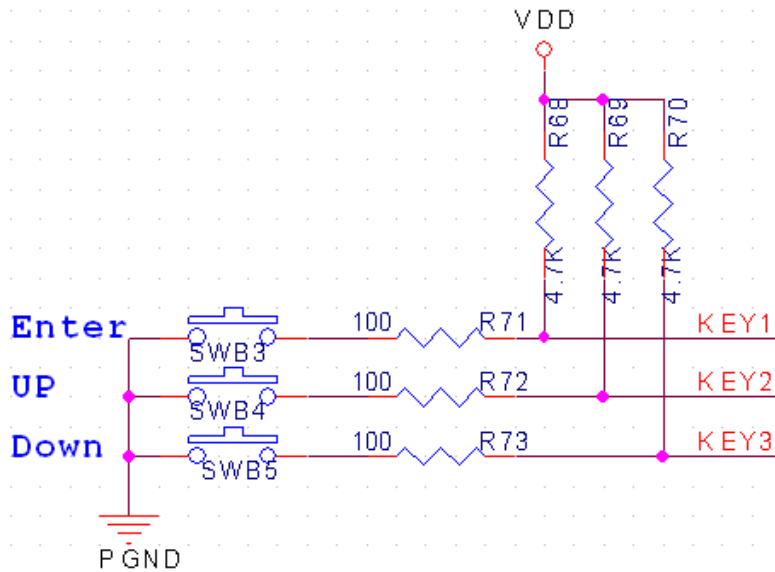 VDD
R68
R69
R70
4.7K
4.7K
4.7K
Enter
SWB3
100
R71
KEY1
UP
SWB4
100
R72
KEY2
Down
SWB5
100
R73
KEY3
PGND